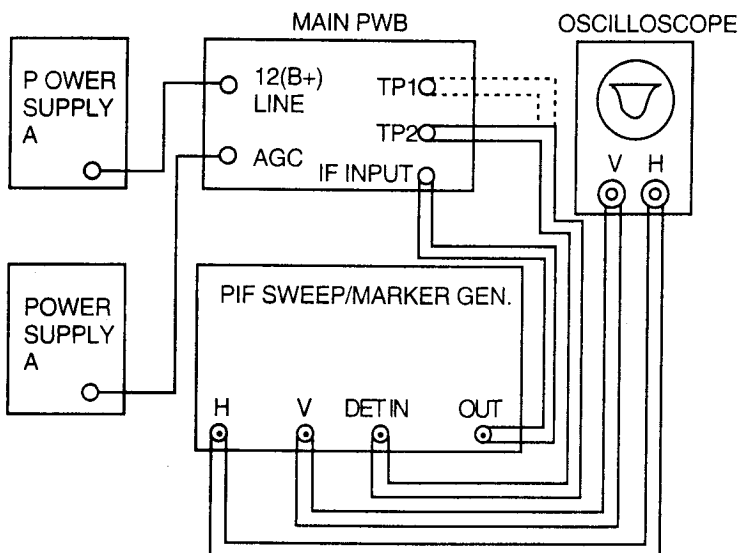 MAIN PWB
OSCILLOSCOPE
P OWER
SUPPLY
A
12(B+)
LINE
AGC
TP1
TP2
IF INPUT
V H
POWER
SUPPLY
A
PIF SWEEP/MARKER GEN.
H V DET IN OUT